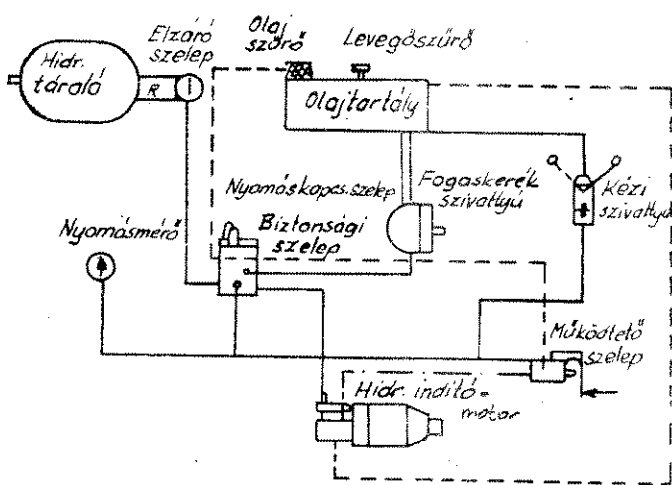 Hidr.
tároló
R
Elzáró
szelep
Olaj
szűrő
Levegőszűrő
Olajtartály
Nyomáskapcs.szelep
Fogaskerék
szivattyú
Kézi
szivattyú
Nyomásmérő
Biztonsági
szelep
Működtető
szelep
Hidr. indító-
motor